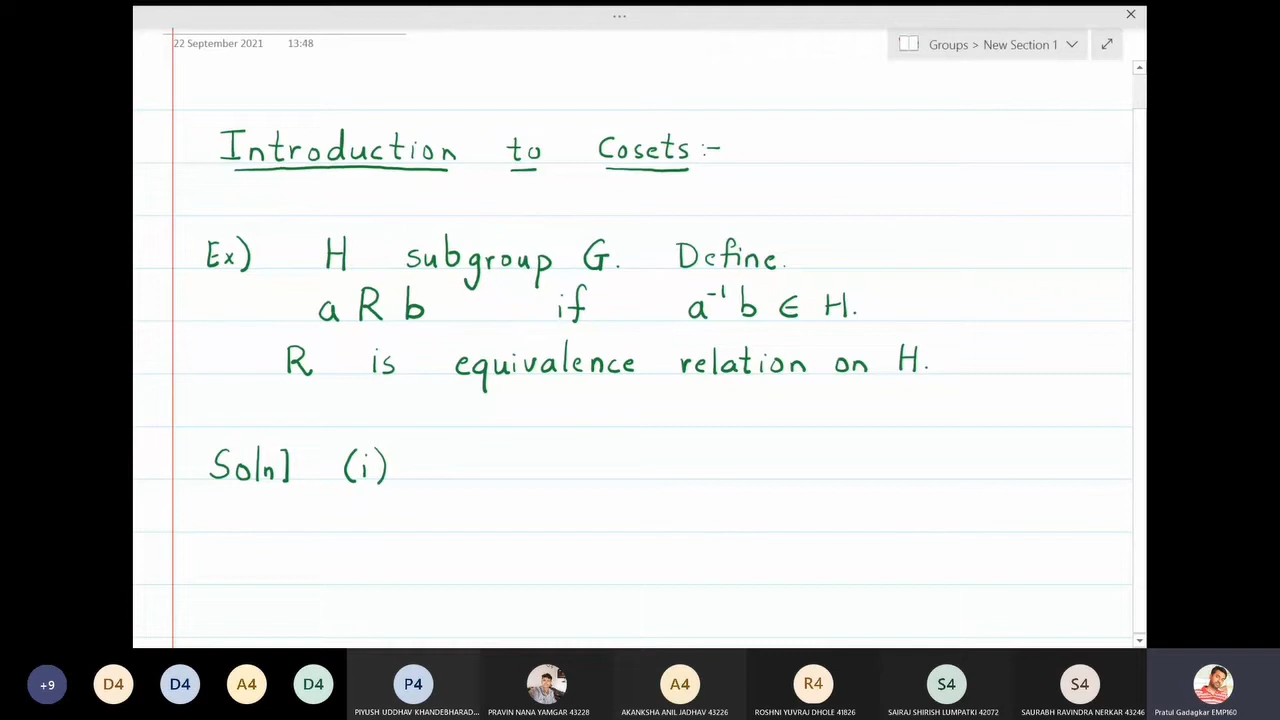 22 September 2021 13:48
Groups > New Section 1
Introduction to Cosets :-
Ex) H subgroup G. Define.
a R b if a⁻¹ b ∈ H.
R is equivalence relation on H.
Soln] (i)
+9 D4 D4 A4 D4 P4 A4 R4 S4 S4
PIYUSH UDDHAV KHANDEBHARAD... PRAVIN NANA YAMGAR 43228 AKANKSHA ANIL JADHAV 43226 ROSHNI YUVRAJ DHOLE 41826 SAIRAJ SHIRISH LUMPATKI 42072 SAURABH RAVINDRA NERKAR 43246 Pratul Gadagkar EMP160